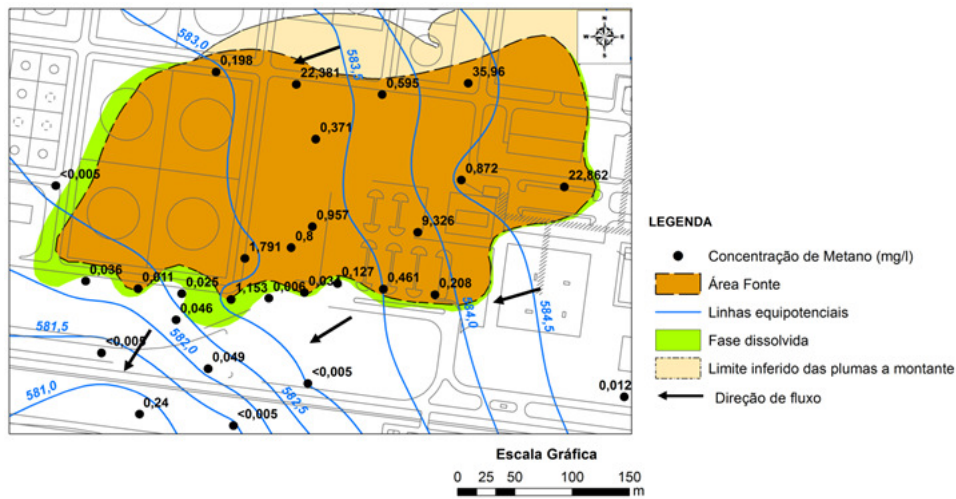 N
W E
S
583,0
583,5
0,198
22,381
0,595
35,96
0,371
<0,005
0,872
22,862
0,957
9,326
0,8
1,791
0,036
0,011
0,025
1,153
0,006
0,031
0,127
0,461
0,208
0,046
584,0
584,5
581,5
582,0
<0,005
0,049
<0,005
582,5
581,0
0,24
<0,005
0,012
LEGENDA
Concentração de Metano (mg/l)
Área Fonte
Linhas equipotenciais
Fase dissolvida
Limite inferido das plumas a montante
Direção de fluxo
Escala Gráfica
0 25 50 100 150
m